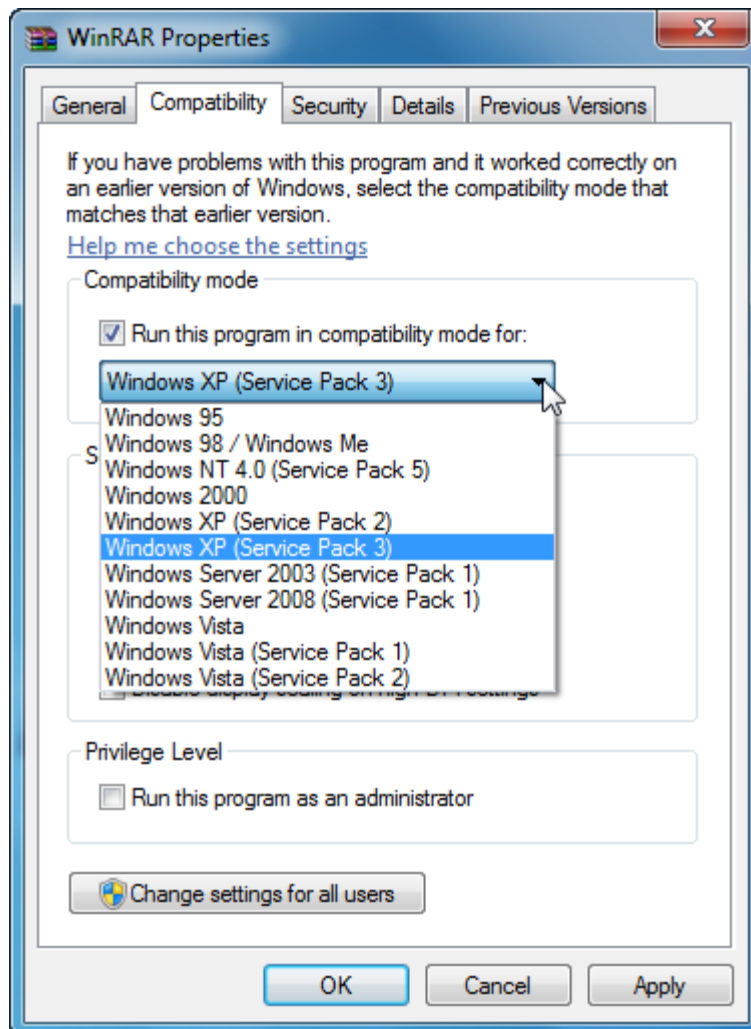 WinRAR Properties
General Compatibility Security Details Previous Versions
If you have problems with this program and it worked correctly on
an earlier version of Windows, select the compatibility mode that
matches that earlier version.
Help me choose the settings
Compatibility mode
Run this program in compatibility mode for:
Windows XP (Service Pack 3)
Windows 95
Windows 98 / Windows Me
Windows NT 4.0 (Service Pack 5)
Windows 2000
Windows XP (Service Pack 2)
Windows XP (Service Pack 3)
Windows Server 2003 (Service Pack 1)
Windows Server 2008 (Service Pack 1)
Windows Vista
Windows Vista (Service Pack 1)
Windows Vista (Service Pack 2)
Privilege Level
Run this program as an administrator
Change settings for all users
OK Cancel Apply